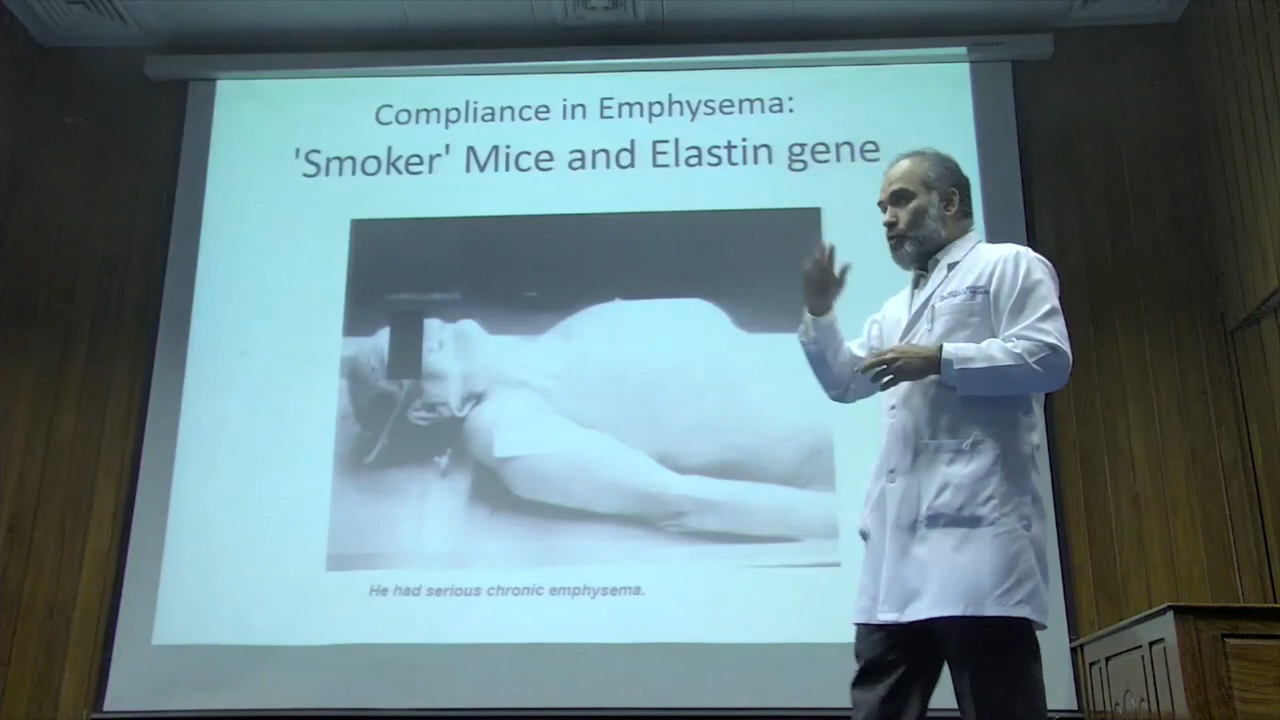 Compliance in Emphysema:
'Smoker' Mice and Elastin gene
He had serious chronic emphysema.